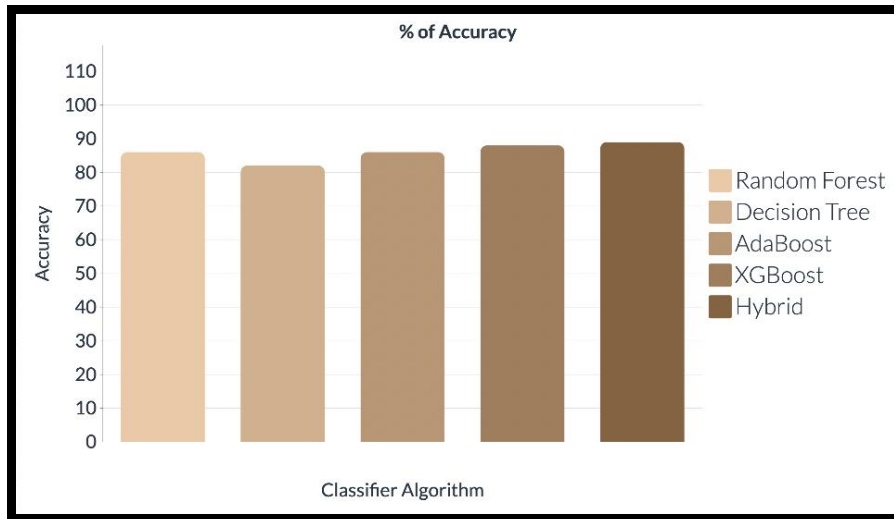 % of Accuracy
110
100
90
80
70
60
50
40
30
20
10
0
Accuracy
Classifier Algorithm
Random Forest
Decision Tree
AdaBoost
XGBoost
Hybrid